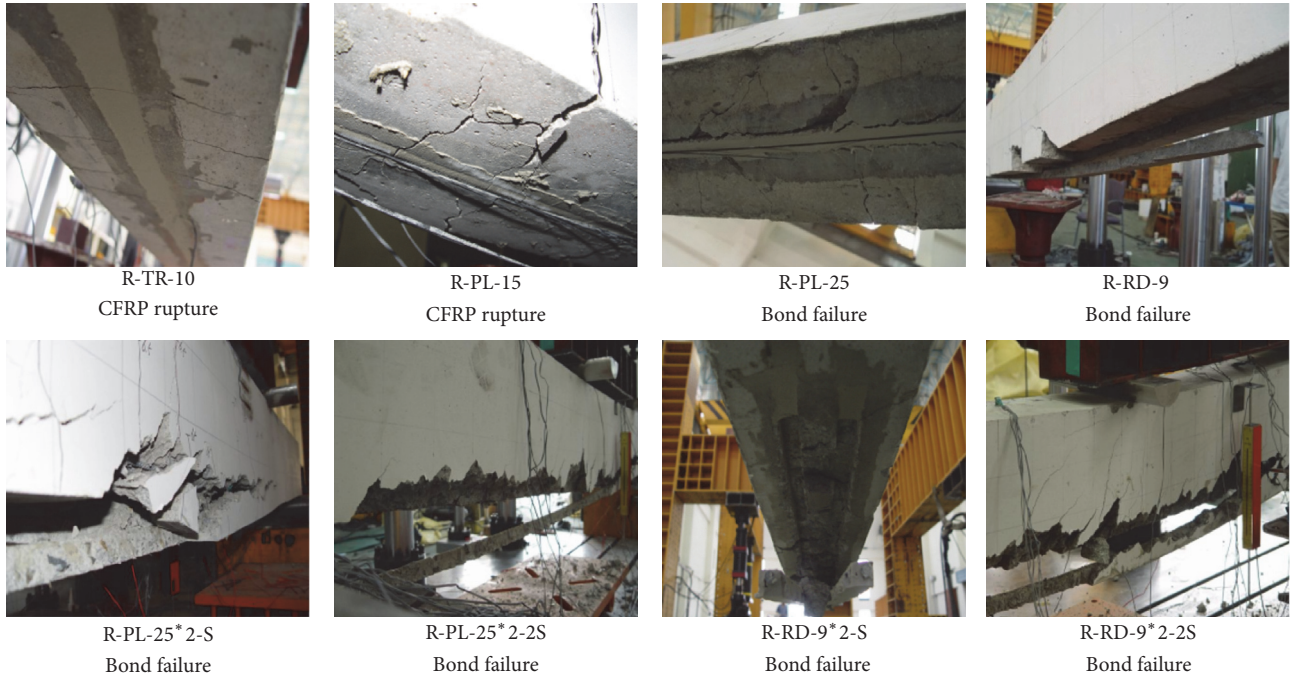 R-TR-10
CFRP rupture
R-PL-15
CFRP rupture
R-PL-25
Bond failure
R-RD-9
Bond failure
R-PL-25*2-S
Bond failure
R-PL-25*2-2S
Bond failure
R-RD-9*2-S
Bond failure
R-RD-9*2-2S
Bond failure